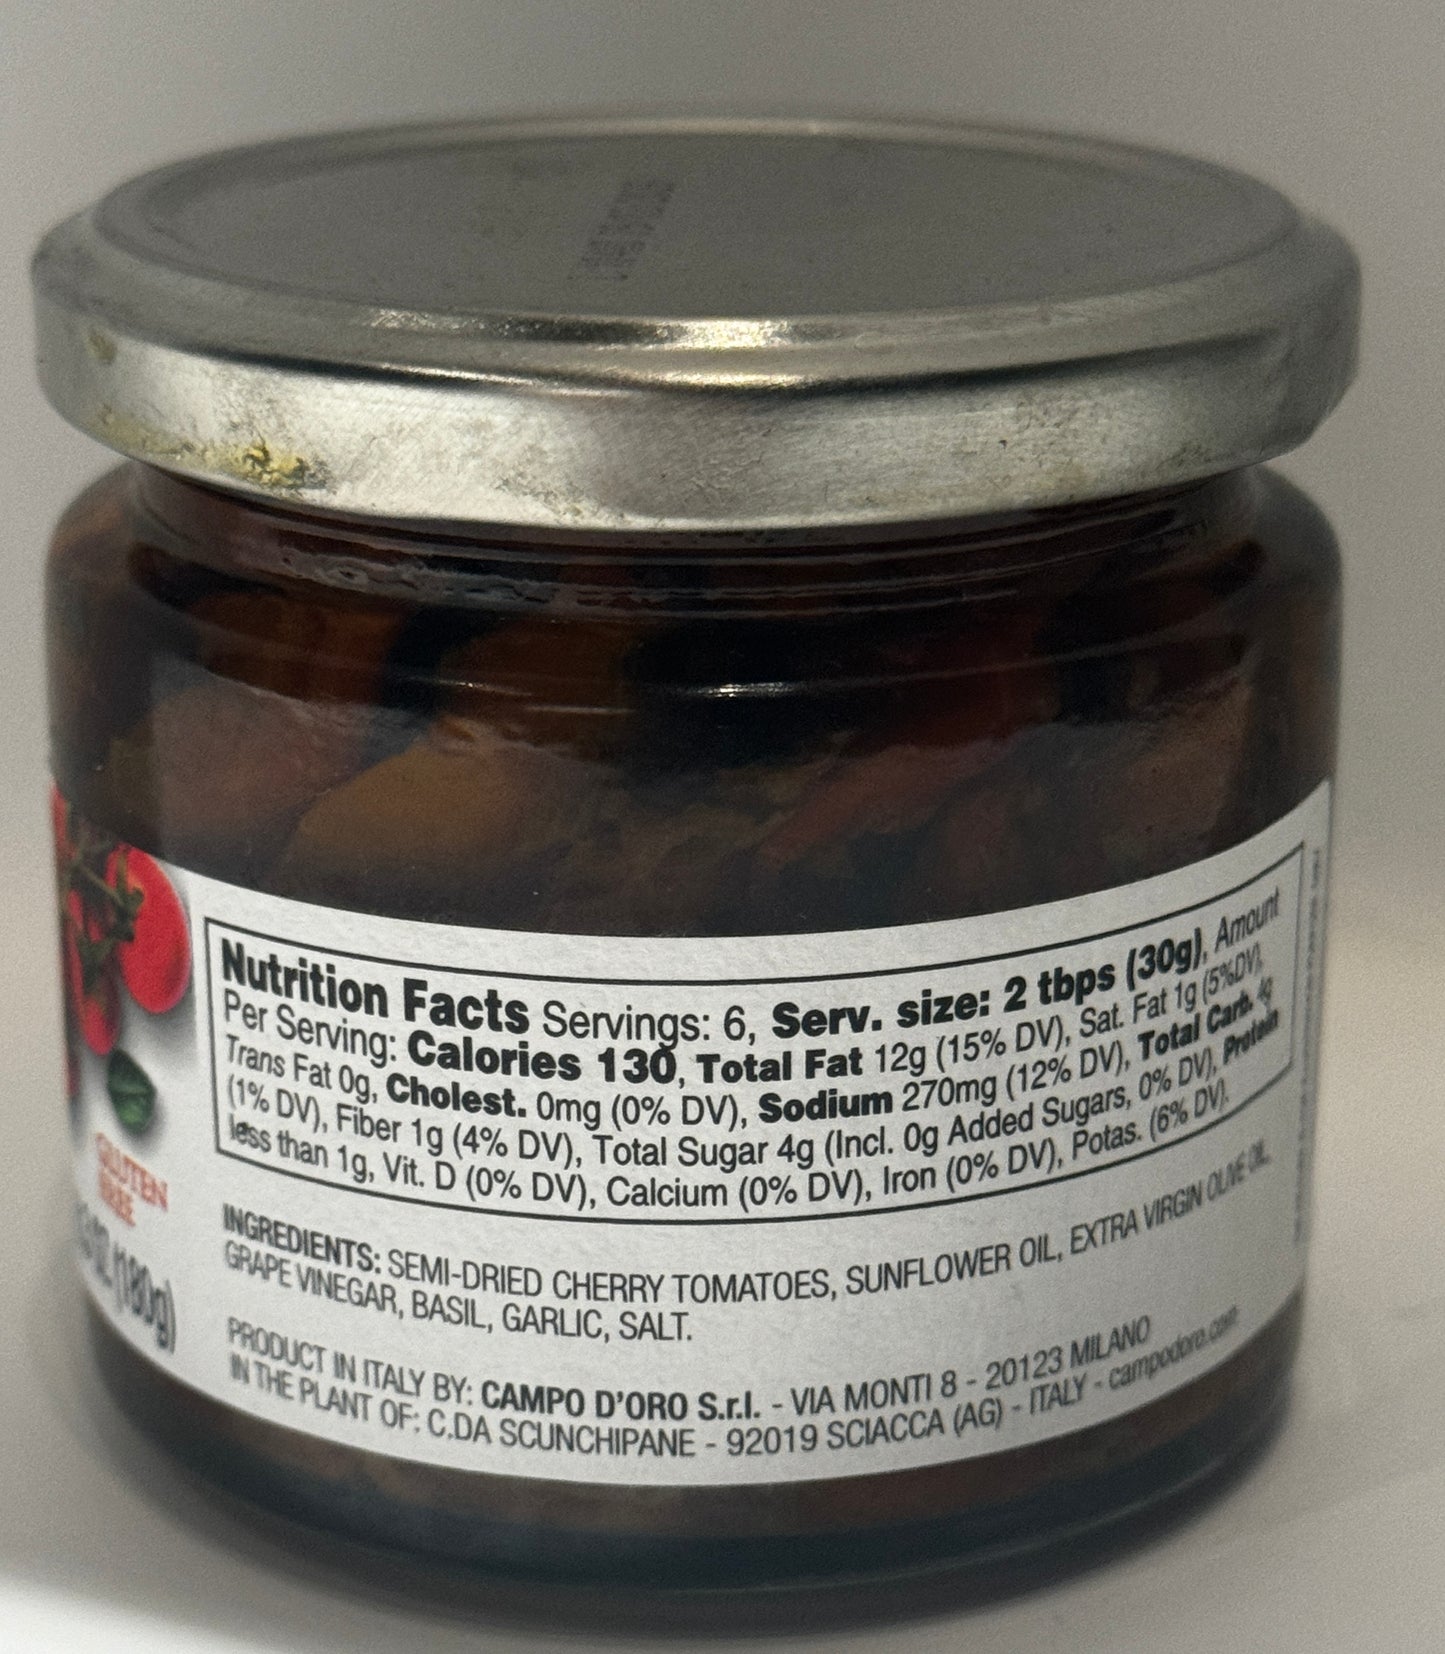 Nutrition Facts Servings: 6, Serv. size: 2 tbps (30g), Amount
Per Serving: Calories 130, Total Fat 12g (15% DV), Sat. Fat 1g (5%DV),
Trans Fat 0g, Cholest. 0mg (0% DV), Sodium 270mg (12% DV), Total Carb. 4g
(1% DV), Fiber 1g (4% DV), Total Sugar 4g (Incl. 0g Added Sugars, 0% DV), Protein
less than 1g, Vit. D (0% DV), Calcium (0% DV), Iron (0% DV), Potas. (6% DV).
GLUTEN
FREE
(180g)
INGREDIENTS: SEMI-DRIED CHERRY TOMATOES, SUNFLOWER OIL, EXTRA VIRGIN OLIVE OIL,
GRAPE VINEGAR, BASIL, GARLIC, SALT.
PRODUCT IN ITALY BY: CAMPO D'ORO S.r.l. - VIA MONTI 8 - 20123 MILANO
IN THE PLANT OF: C.DA SCUNCHIPANE - 92019 SCIACCA (AG) - ITALY - campodoro.com